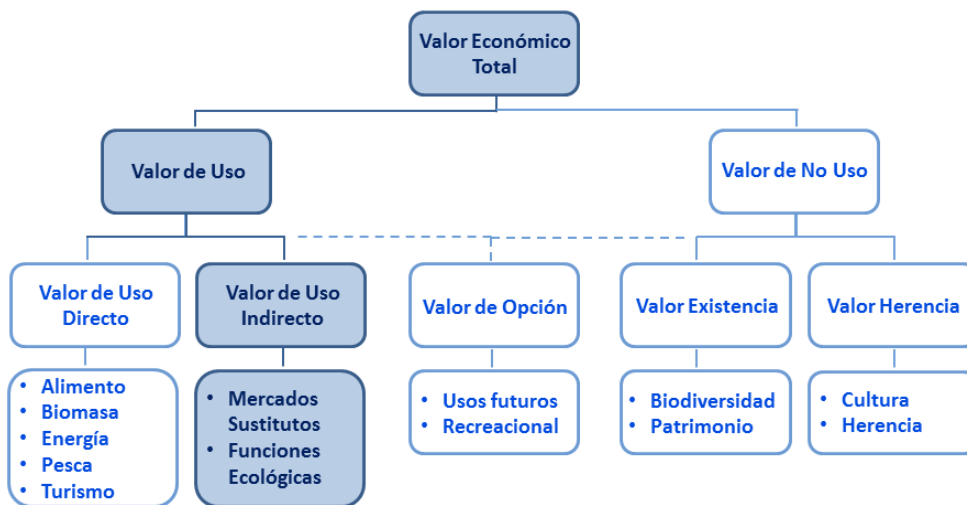 Valor Económico
Total
Valor de Uso
Valor de No Uso
Valor de Uso
Directo
Valor de Uso
Indirecto
Valor de Opción
Valor Existencia
Valor Herencia
• Alimento
• Biomasa
• Energía
• Pesca
• Turismo
• Mercados
Sustitutos
• Funciones
Ecológicas
• Usos futuros
• Recreacional
• Biodiversidad
• Patrimonio
• Cultura
• Herencia